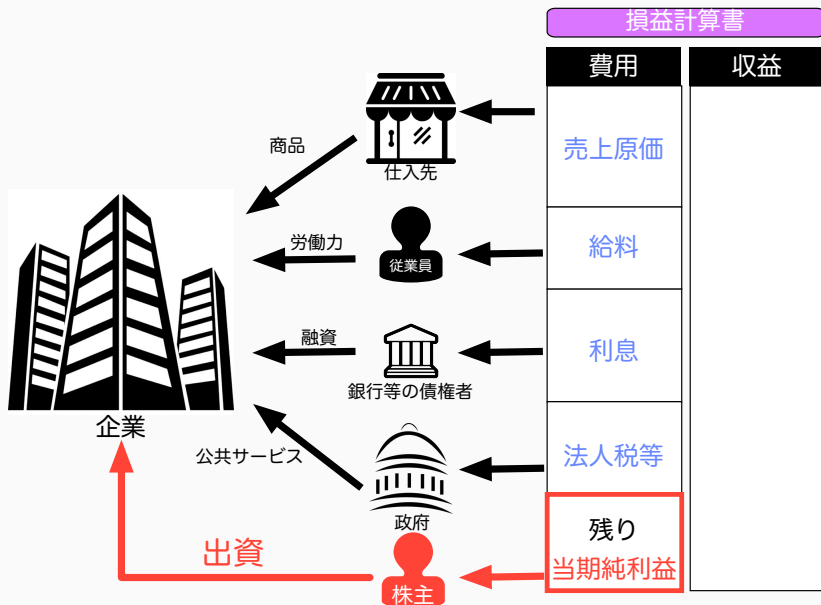 損益計算書
費用
収益
売上原価
商品
仕入先
労働力
従業員
給料
融資
銀行等の債権者
利息
企業
公共サービス
政府
法人税等
出資
株主
残り
当期純利益